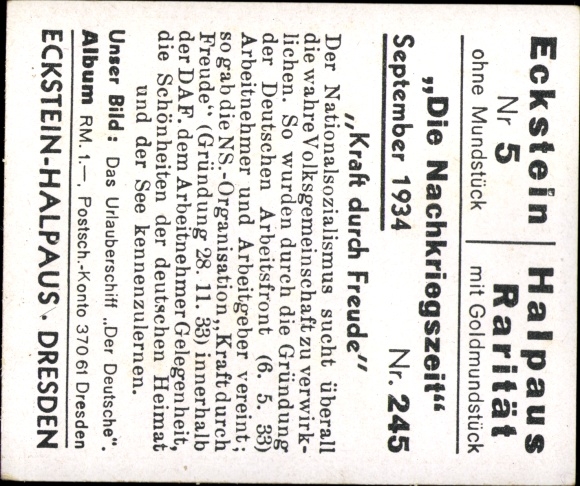 Eckstein | Halpaus
Nr 5 | Rarität
ohne Mundstück | mit Goldmundstück
„Die Nachkriegszeit“
September 1934 Nr. 245
„Kraft durch Freude“
Der Nationalsozialismus sucht überall
die wahre Volksgemeinschaft zu verwirk-
lichen. So wurden durch die Gründung
der Deutschen Arbeitsfront (6. 5. 33)
Arbeitnehmer und Arbeitgeber vereint;
so gab die NS.-Organisation „Kraft durch
Freude“ (Gründung 28. 11. 33) innerhalb
der DAF. dem Arbeitnehmer Gelegenheit,
die Schönheiten der deutschen Heimat
und der See kennenzulernen.
Unser Bild: Das Urlauberschiff „Der Deutsche“.
Album RM. 1.–, Postsch.-Konto 370 61 Dresden
ECKSTEIN-HALPAUS · DRESDEN